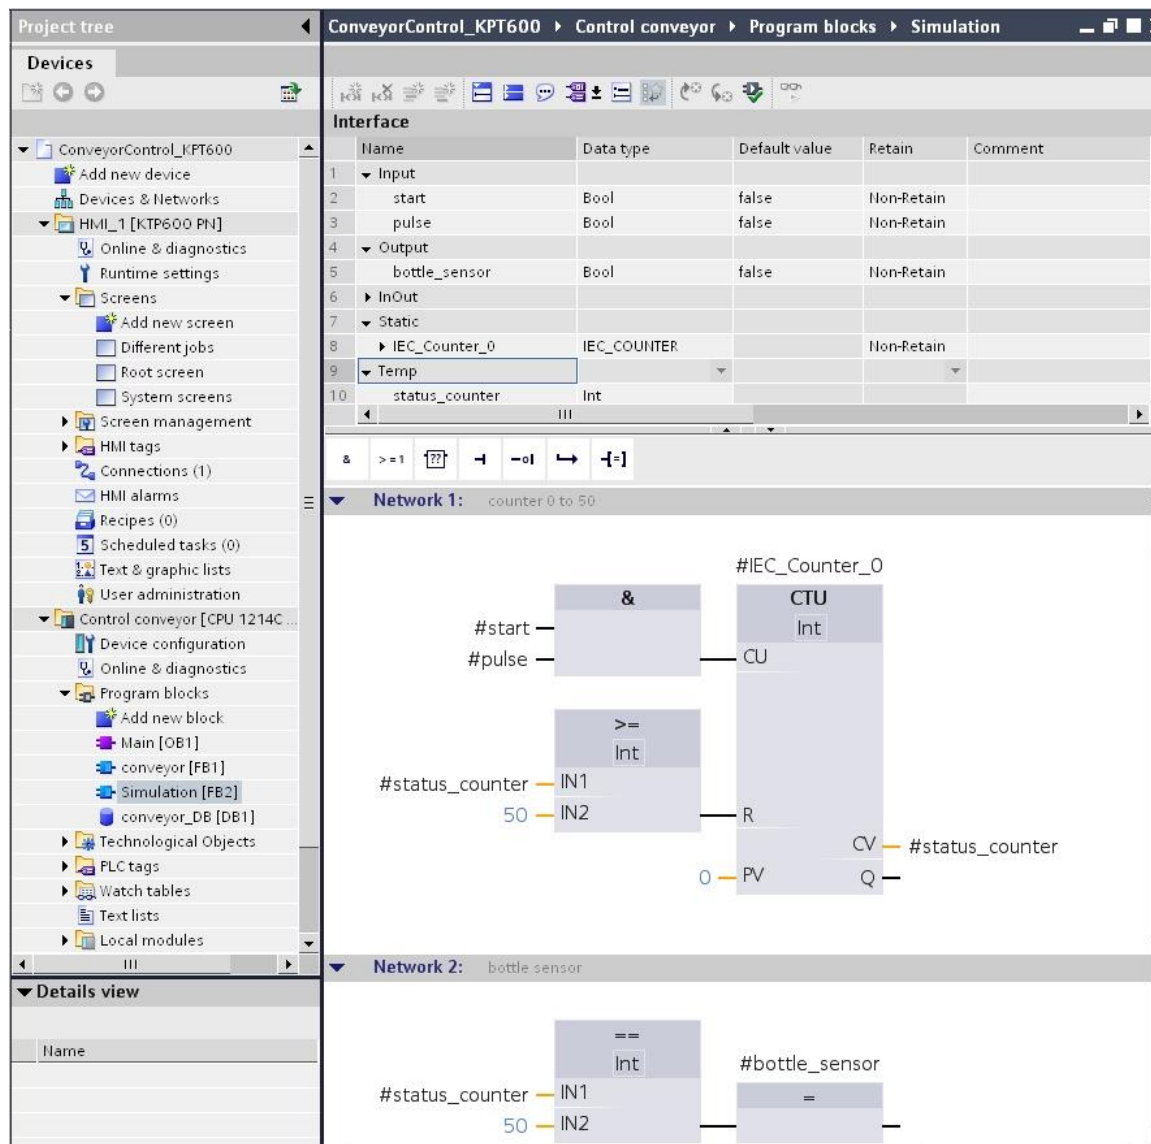 Project tree
ConveyorControl_KPT600 ▸ Control conveyor ▸ Program blocks ▸ Simulation
Devices
ConveyorControl_KPT600
Add new device
Devices & Networks
HMI_1 [KTP600 PN]
Online & diagnostics
Runtime settings
Screens
Add new screen
Different jobs
Root screen
System screens
Screen management
HMI tags
Connections (1)
HMI alarms
Recipes (0)
Scheduled tasks (0)
Text & graphic lists
User administration
Control conveyor [CPU 1214C ...
Device configuration
Online & diagnostics
Program blocks
Add new block
Main [OB1]
conveyor [FB1]
Simulation [FB2]
conveyor_DB [DB1]
Technological Objects
PLC tags
Watch tables
Text lists
Local modules
Details view
Name
Interface
Name Data type Default value Retain Comment
1 Input
2 start Bool false Non-Retain
3 pulse Bool false Non-Retain
4 Output
5 bottle_sensor Bool false Non-Retain
6 InOut
7 Static
8 IEC_Counter_0 IEC_COUNTER Non-Retain
9 Temp
10 status_counter Int
& >=1 ?? -| -o| -[=]
Network 1: counter 0 to 50
#IEC_Counter_0
& CTU
#start Int
#pulse CU
>=
Int
#status_counter IN1
50 IN2 R
CV #status_counter
0 PV Q
Network 2: bottle sensor
==
Int #bottle_sensor
#status_counter IN1 =
50 IN2